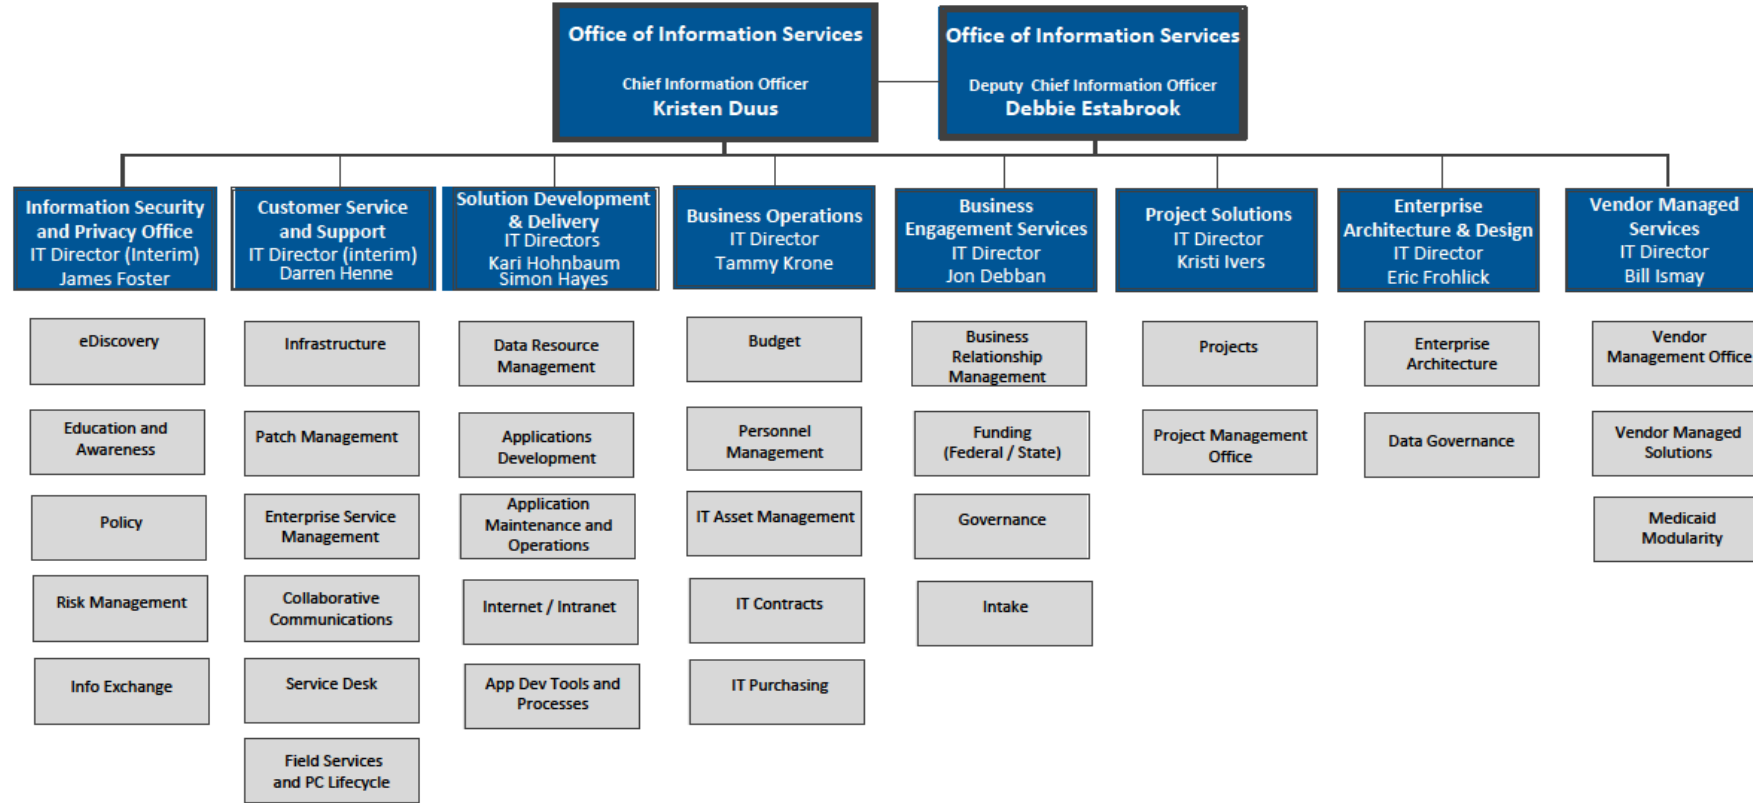 Office of Information Services
Chief Information Officer
Kristen Duus
Office of Information Services
Deputy Chief Information Officer
Debbie Estabrook
Information Security
and Privacy Office
IT Director (Interim)
James Foster
Customer Service
and Support
IT Director (interim)
Darren Henne
Solution Development
& Delivery
IT Directors
Kari Hohnbaum
Simon Hayes
Business Operations
IT Director
Tammy Krone
Business
Engagement Services
IT Director
Jon Debban
Project Solutions
IT Director
Kristi Ivers
Enterprise
Architecture & Design
IT Director
Eric Frohlick
Vendor Managed
Services
IT Director
Bill Ismay
eDiscovery
Education and
Awareness
Policy
Risk Management
Info Exchange
Infrastructure
Patch Management
Enterprise Service
Management
Collaborative
Communications
Service Desk
Field Services
and PC Lifecycle
Data Resource
Management
Applications
Development
Application
Maintenance and
Operations
Internet / Intranet
App Dev Tools and
Processes
Budget
Personnel
Management
IT Asset Management
IT Contracts
IT Purchasing
Business
Relationship
Management
Funding
(Federal / State)
Governance
Intake
Projects
Project Management
Office
Enterprise
Architecture
Data Governance
Vendor
Management Office
Vendor Managed
Solutions
Medicaid
Modularity